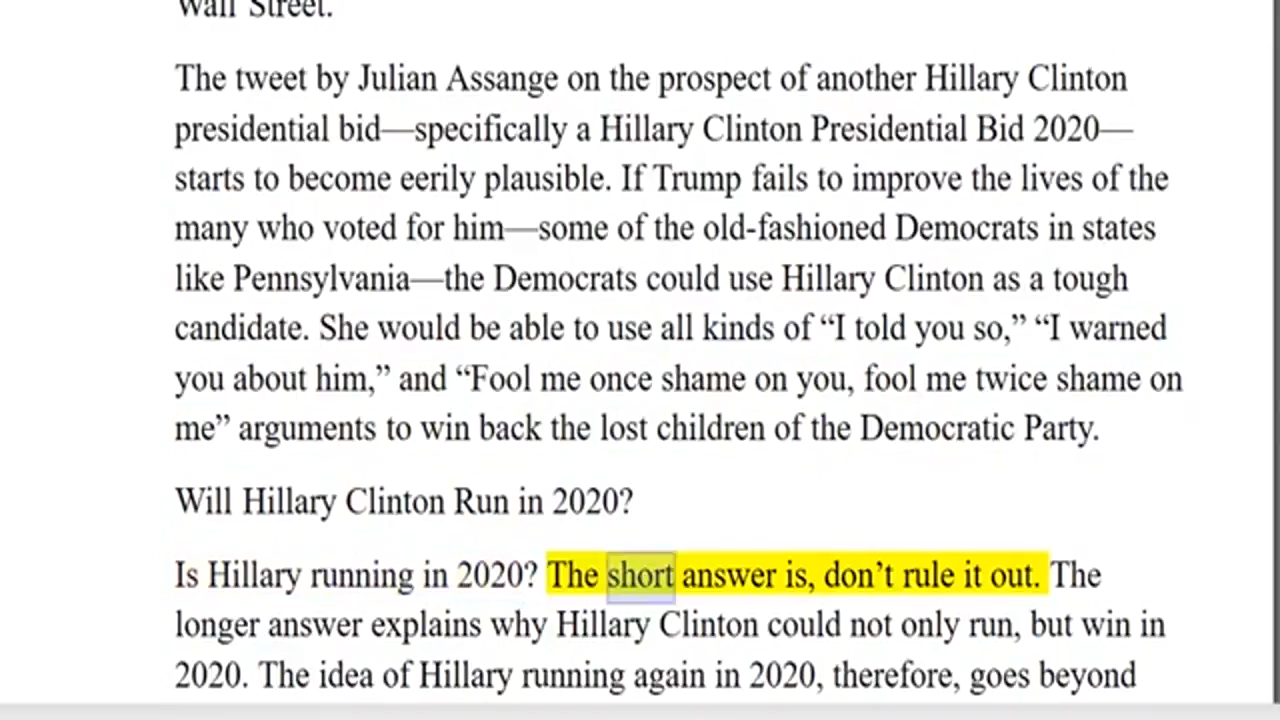 Wall Street.
The tweet by Julian Assange on the prospect of another Hillary Clinton
presidential bid—specifically a Hillary Clinton Presidential Bid 2020—
starts to become eerily plausible. If Trump fails to improve the lives of the
many who voted for him—some of the old-fashioned Democrats in states
like Pennsylvania—the Democrats could use Hillary Clinton as a tough
candidate. She would be able to use all kinds of “I told you so,” “I warned
you about him,” and “Fool me once shame on you, fool me twice shame on
me” arguments to win back the lost children of the Democratic Party.
Will Hillary Clinton Run in 2020?
Is Hillary running in 2020? The short answer is, don’t rule it out. The
longer answer explains why Hillary Clinton could not only run, but win in
2020. The idea of Hillary running again in 2020, therefore, goes beyond